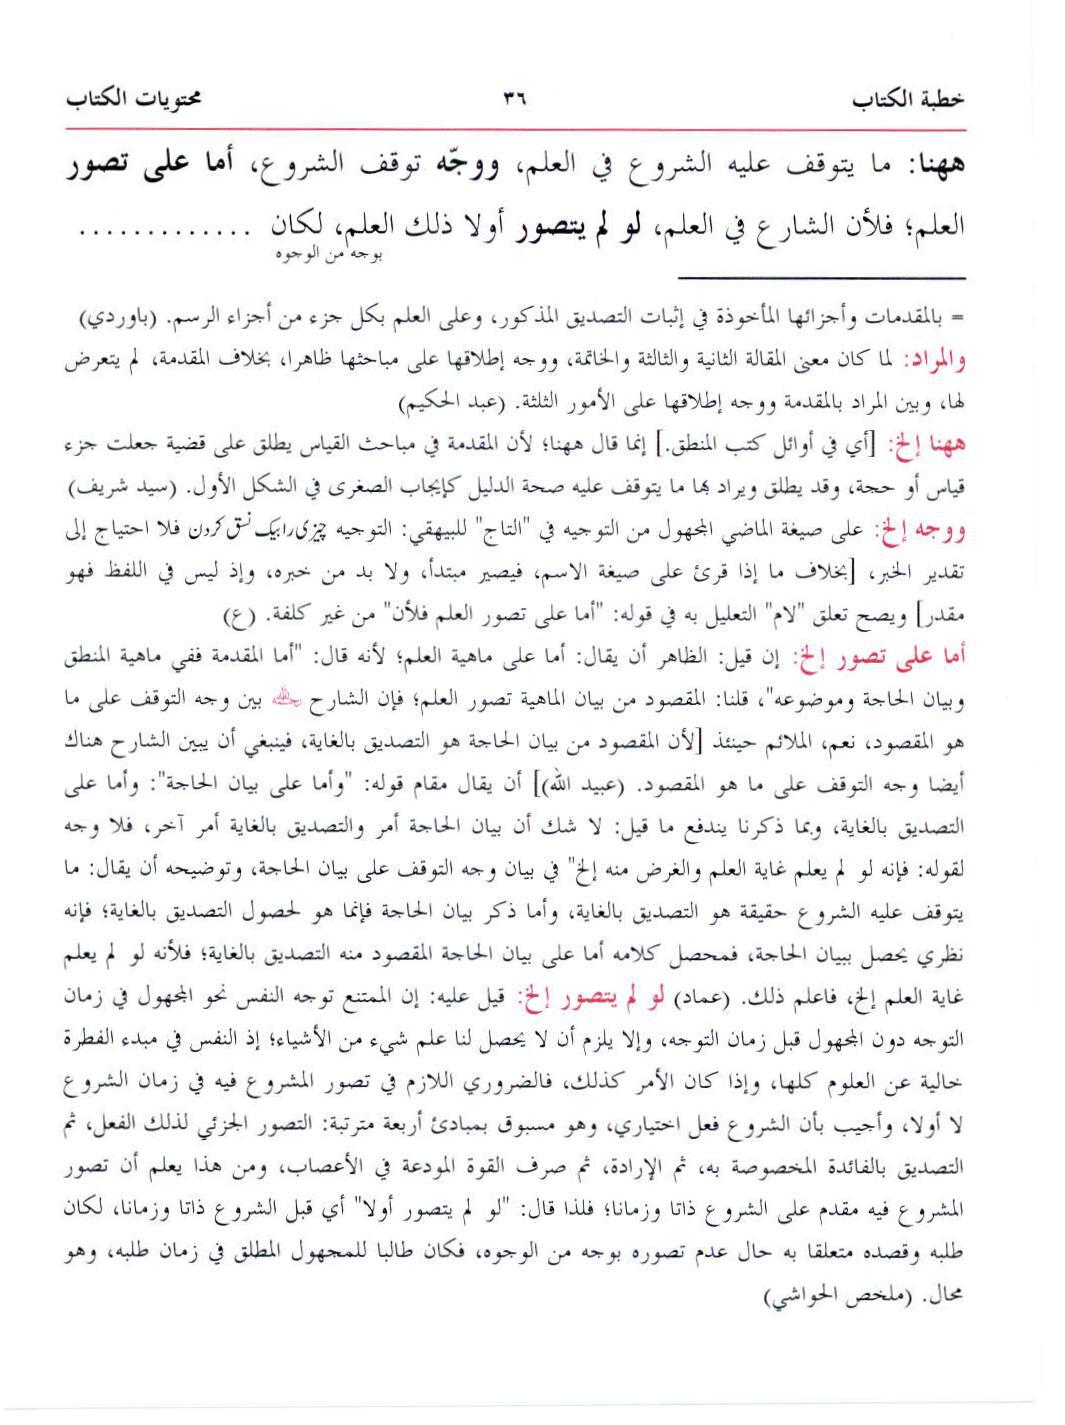 خطبة الكتاب ٣٦ محتويات الكتاب
ههنا: ما يتوقف عليه الشروع في العلم، ووجّه توقف الشروع، أما على تصور
العلم؛ فلأن الشارع في العلم، لو لم يتصور أولا ذلك العلم، لكان .............
بوجه من الوجوه
= بالمقدمات وأجزائها المأخوذة في إثبات التصديق المذكور، وعلى العلم بكل جزء من أجزاء الرسم. (باوردي)
والمراد: لما كان معنى المقالة الثانية والثالثة والخاتمة، ووجه إطلاقها على مباحثها ظاهرا، بخلاف المقدمة، لم يتعرض
لها، وبين المراد بالمقدمة ووجه إطلاقها على الأمور الثلثة. (عبد الحكيم)
ههنا إلخ: [أي في أوائل كتب المنطق.] إنما قال ههنا؛ لأن المقدمة في مباحث القياس يطلق على قضية جعلت جزء
قياس أو حجة، وقد يطلق ويراد بها ما يتوقف عليه صحة الدليل كإيجاب الصغرى في الشكل الأول. (سيد شريف)
ووجه إلخ: على صيغة الماضي المجهول من التوجيه في "التاج" للبيهقي: التوجيه چيزى رابيك نسق كرون فلا احتياج إلى
تقدير الخبر، [بخلاف ما إذا قرئ على صيغة الاسم، فيصير مبتدأ، ولا بد من خبره، وإذ ليس في اللفظ فهو
مقدر] ويصح تعلق "لام" التعليل به في قوله: "أما على تصور العلم فلأن" من غير كلفة. (ع)
أما على تصور إلخ: إن قيل: الظاهر أن يقال: أما على ماهية العلم؛ لأنه قال: "أما المقدمة ففي ماهية المنطق
وبيان الحاجة وموضوعه"، قلنا: المقصود من بيان الماهية تصور العلم؛ فإن الشارح رحمه الله بين وجه التوقف على ما
هو المقصود، نعم، الملائم حينئذ [لأن المقصود من بيان الحاجة هو التصديق بالغاية، فينبغي أن يبين الشارح هناك
أيضا وجه التوقف على ما هو المقصود. (عبيد الله)] أن يقال مقام قوله: "وأما على بيان الحاجة": وأما على
التصديق بالغاية، وبما ذكرنا يندفع ما قيل: لا شك أن بيان الحاجة أمر والتصديق بالغاية أمر آخر، فلا وجه
لقوله: فإنه لو لم يعلم غاية العلم والغرض منه إلخ" في بيان وجه التوقف على بيان الحاجة، وتوضيحه أن يقال: ما
يتوقف عليه الشروع حقيقة هو التصديق بالغاية، وأما ذكر بيان الحاجة فإنما هو لحصول التصديق بالغاية؛ فإنه
نظري يحصل ببيان الحاجة، فمحصل كلامه أما على بيان الحاجة المقصود منه التصديق بالغاية؛ فلأنه لو لم يعلم
غاية العلم إلخ، فاعلم ذلك. (عماد) لو لم يتصور إلخ: قيل عليه: إن الممتنع توجه النفس نحو المجهول في زمان
التوجه دون المجهول قبل زمان التوجه، وإلا يلزم أن لا يحصل لنا علم شيء من الأشياء؛ إذ النفس في مبدء الفطرة
خالية عن العلوم كلها، وإذا كان الأمر كذلك، فالضروري اللازم في تصور المشروع فيه في زمان الشروع
لا أولا، وأجيب بأن الشروع فعل اختياري، وهو مسبوق بمبادئ أربعة مترتبة: التصور الجزئي لذلك الفعل، ثم
التصديق بالفائدة المخصوصة به، ثم الإرادة، ثم صرف القوة المودعة في الأعصاب، ومن هذا يعلم أن تصور
المشروع فيه مقدم على الشروع ذاتا وزمانا؛ فلذا قال: "لو لم يتصور أولا" أي قبل الشروع ذاتا وزمانا، لكان
طلبه وقصده متعلقا به حال عدم تصوره بوجه من الوجوه، فكان طالبا للمجهول المطلق في زمان طلبه، وهو
محال. (ملخص الحواشي)